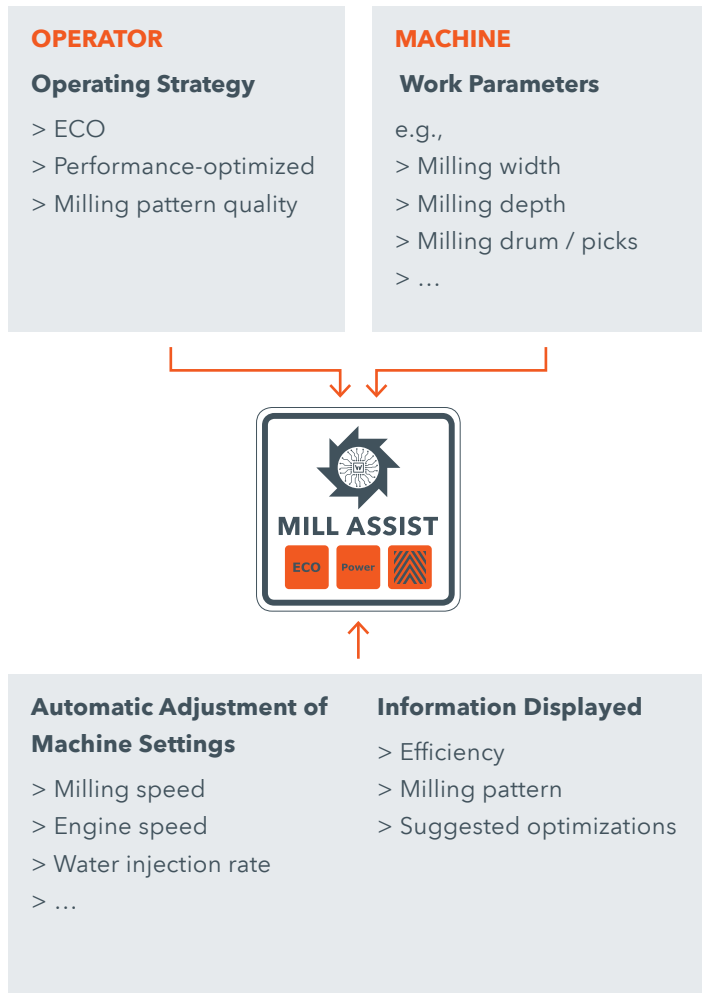 OPERATOR
Operating Strategy
> ECO
> Performance-optimized
> Milling pattern quality
MACHINE
Work Parameters
e.g.,
> Milling width
> Milling depth
> Milling drum / picks
> …
W
MILL ASSIST
ECO
Power
Automatic Adjustment of
Machine Settings
> Milling speed
> Engine speed
> Water injection rate
> …
Information Displayed
> Efficiency
> Milling pattern
> Suggested optimizations